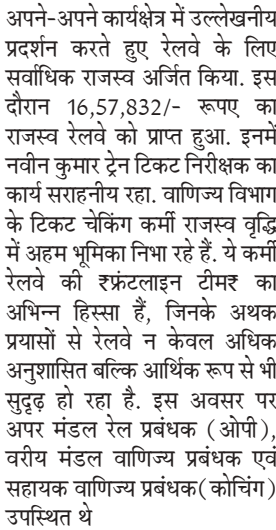 अपने-अपने कार्यक्षेत्र में उल्लेखनीय
प्रदर्शन करते हुए रेलवे के लिए
सर्वाधिक राजस्व अर्जित किया. इस
दौरान 16,57,832/- रूपए का
राजस्व रेलवे को प्राप्त हुआ. इनमें
नवीन कुमार ट्रेन टिकट निरीक्षक का
कार्य सराहनीय रहा. वाणिज्य विभाग
के टिकट चेकिंग कर्मी राजस्व वृद्धि
में अहम भूमिका निभा रहे हैं. ये कर्मी
रेलवे की ₹फ्रंटलाइन टीम₹ का
अभिन्न हिस्सा हैं, जिनके अथक
प्रयासों से रेलवे न केवल अधिक
अनुशासित बल्कि आर्थिक रूप से भी
सुदृढ़ हो रहा है. इस अवसर पर
अपर मंडल रेल प्रबंधक (ओपी),
वरीय मंडल वाणिज्य प्रबंधक एवं
सहायक वाणिज्य प्रबंधक(कोचिंग)
उपस्थित थे